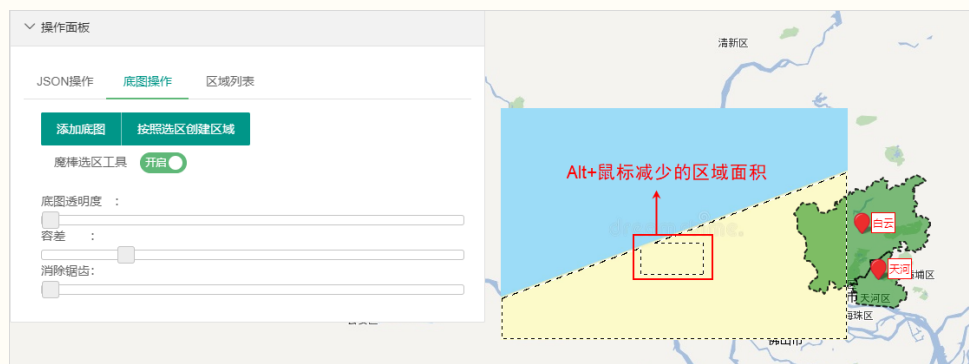 操作面板
JSON操作 底图操作 区域列表
添加底图 按照选区创建区域
魔棒选区工具 开启
底图透明度 :
容差 :
消除锯齿:
清新区
Alt+鼠标减少的区域面积
白云
天河
天河区
海珠区
佛山市